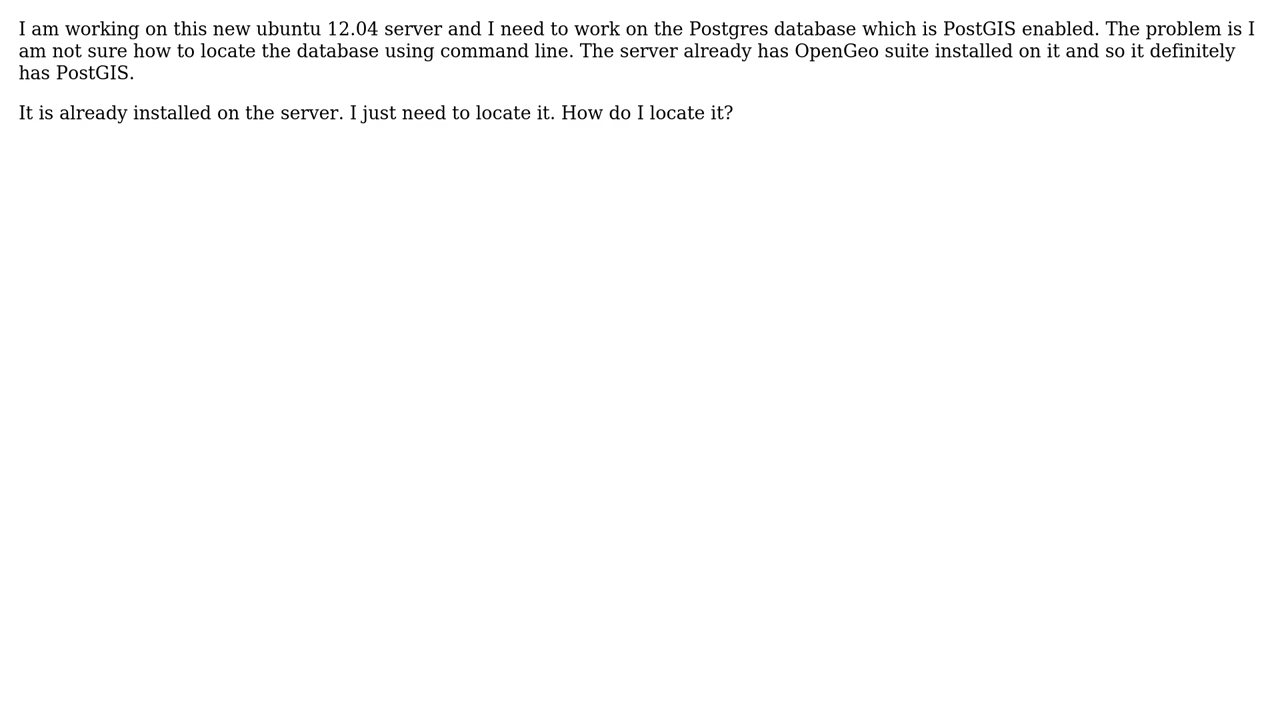 I am working on this new ubuntu 12.04 server and I need to work on the Postgres database which is PostGIS enabled. The problem is I
am not sure how to locate the database using command line. The server already has OpenGeo suite installed on it and so it definitely
has PostGIS.
It is already installed on the server. I just need to locate it. How do I locate it?